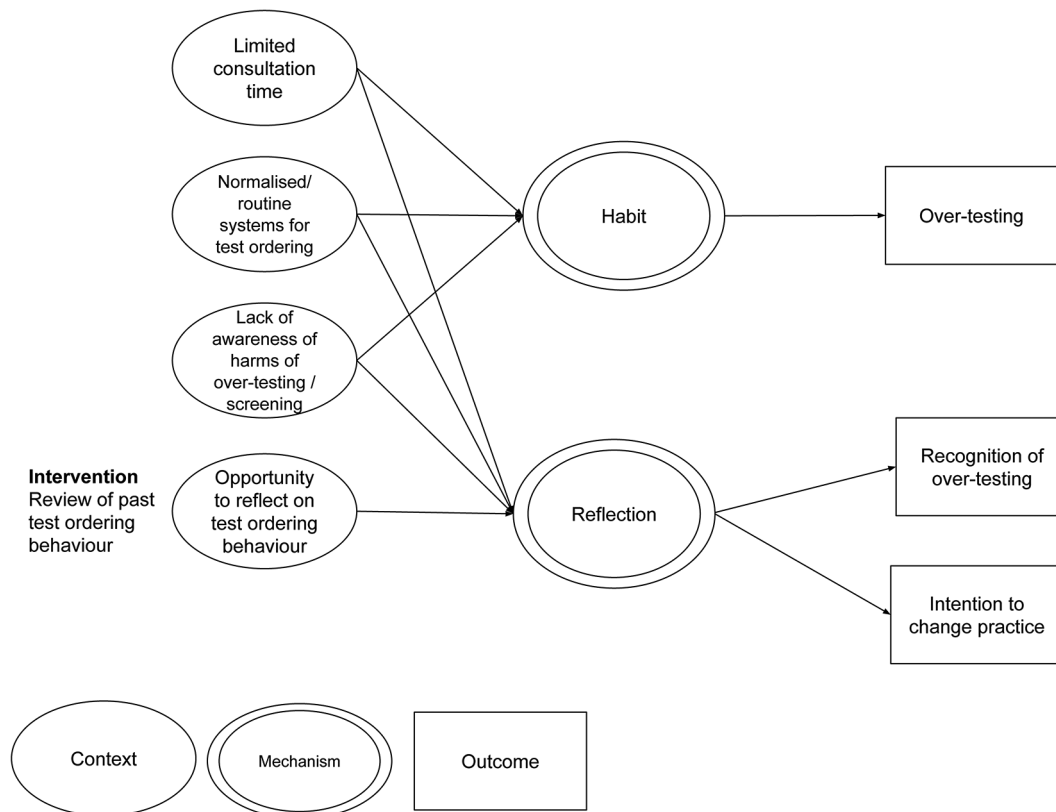 Limited
consultation
time
Normalised/
routine
systems for
test ordering
Habit
Over-testing
Lack of
awareness of
harms of
over-testing /
screening
Intervention
Review of past
test ordering
behaviour
Opportunity
to reflect on
test ordering
behaviour
Reflection
Recognition of
over-testing
Intention to
change practice
Context
Mechanism
Outcome